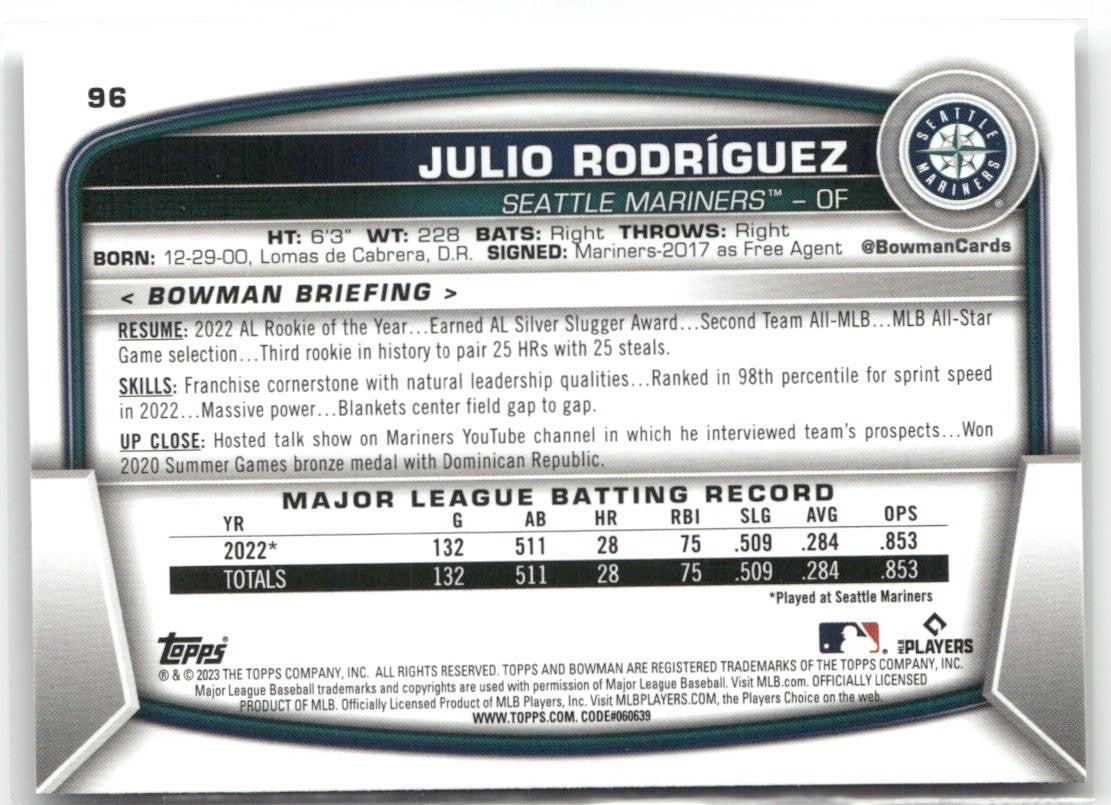 96
SEATTLE
MARINERS
®
JULIO RODRÍGUEZ
SEATTLE MARINERS™ – OF
HT: 6'3" WT: 228 BATS: Right THROWS: Right
BORN: 12-29-00, Lomas de Cabrera, D.R. SIGNED: Mariners-2017 as Free Agent @BowmanCards
< BOWMAN BRIEFING >
RESUME: 2022 AL Rookie of the Year...Earned AL Silver Slugger Award...Second Team All-MLB...MLB All-Star
Game selection...Third rookie in history to pair 25 HRs with 25 steals.
SKILLS: Franchise cornerstone with natural leadership qualities...Ranked in 98th percentile for sprint speed
in 2022...Massive power...Blankets center field gap to gap.
UP CLOSE: Hosted talk show on Mariners YouTube channel in which he interviewed team's prospects...Won
2020 Summer Games bronze medal with Dominican Republic.
MAJOR LEAGUE BATTING RECORD
YR G AB HR RBI SLG AVG OPS
2022* 132 511 28 75 .509 .284 .853
TOTALS 132 511 28 75 .509 .284 .853
*Played at Seattle Mariners
Topps®
MLB PLAYERS
® & © 2023 THE TOPPS COMPANY, INC. ALL RIGHTS RESERVED. TOPPS AND BOWMAN ARE REGISTERED TRADEMARKS OF THE TOPPS COMPANY, INC.
Major League Baseball trademarks and copyrights are used with permission of Major League Baseball. Visit MLB.com. OFFICIALLY LICENSED
PRODUCT OF MLB. Officially Licensed Product of MLB Players, Inc. Visit MLBPLAYERS.COM, the Players Choice on the web.
WWW.TOPPS.COM. CODE#060639